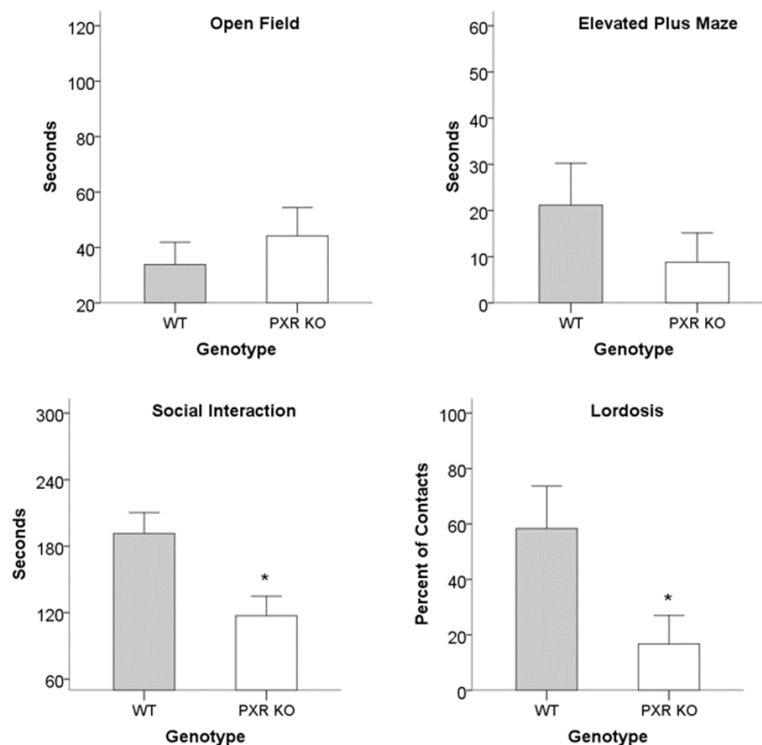 Open Field
120
100
80
60
40
20
Seconds
WT
PXR KO
Genotype
Elevated Plus Maze
60
50
40
30
20
10
0
Seconds
WT
PXR KO
Genotype
Social Interaction
300
240
180
120
60
Seconds
*
WT
PXR KO
Genotype
Lordosis
100
80
60
40
20
0
Percent of Contacts
*
WT
PXR KO
Genotype